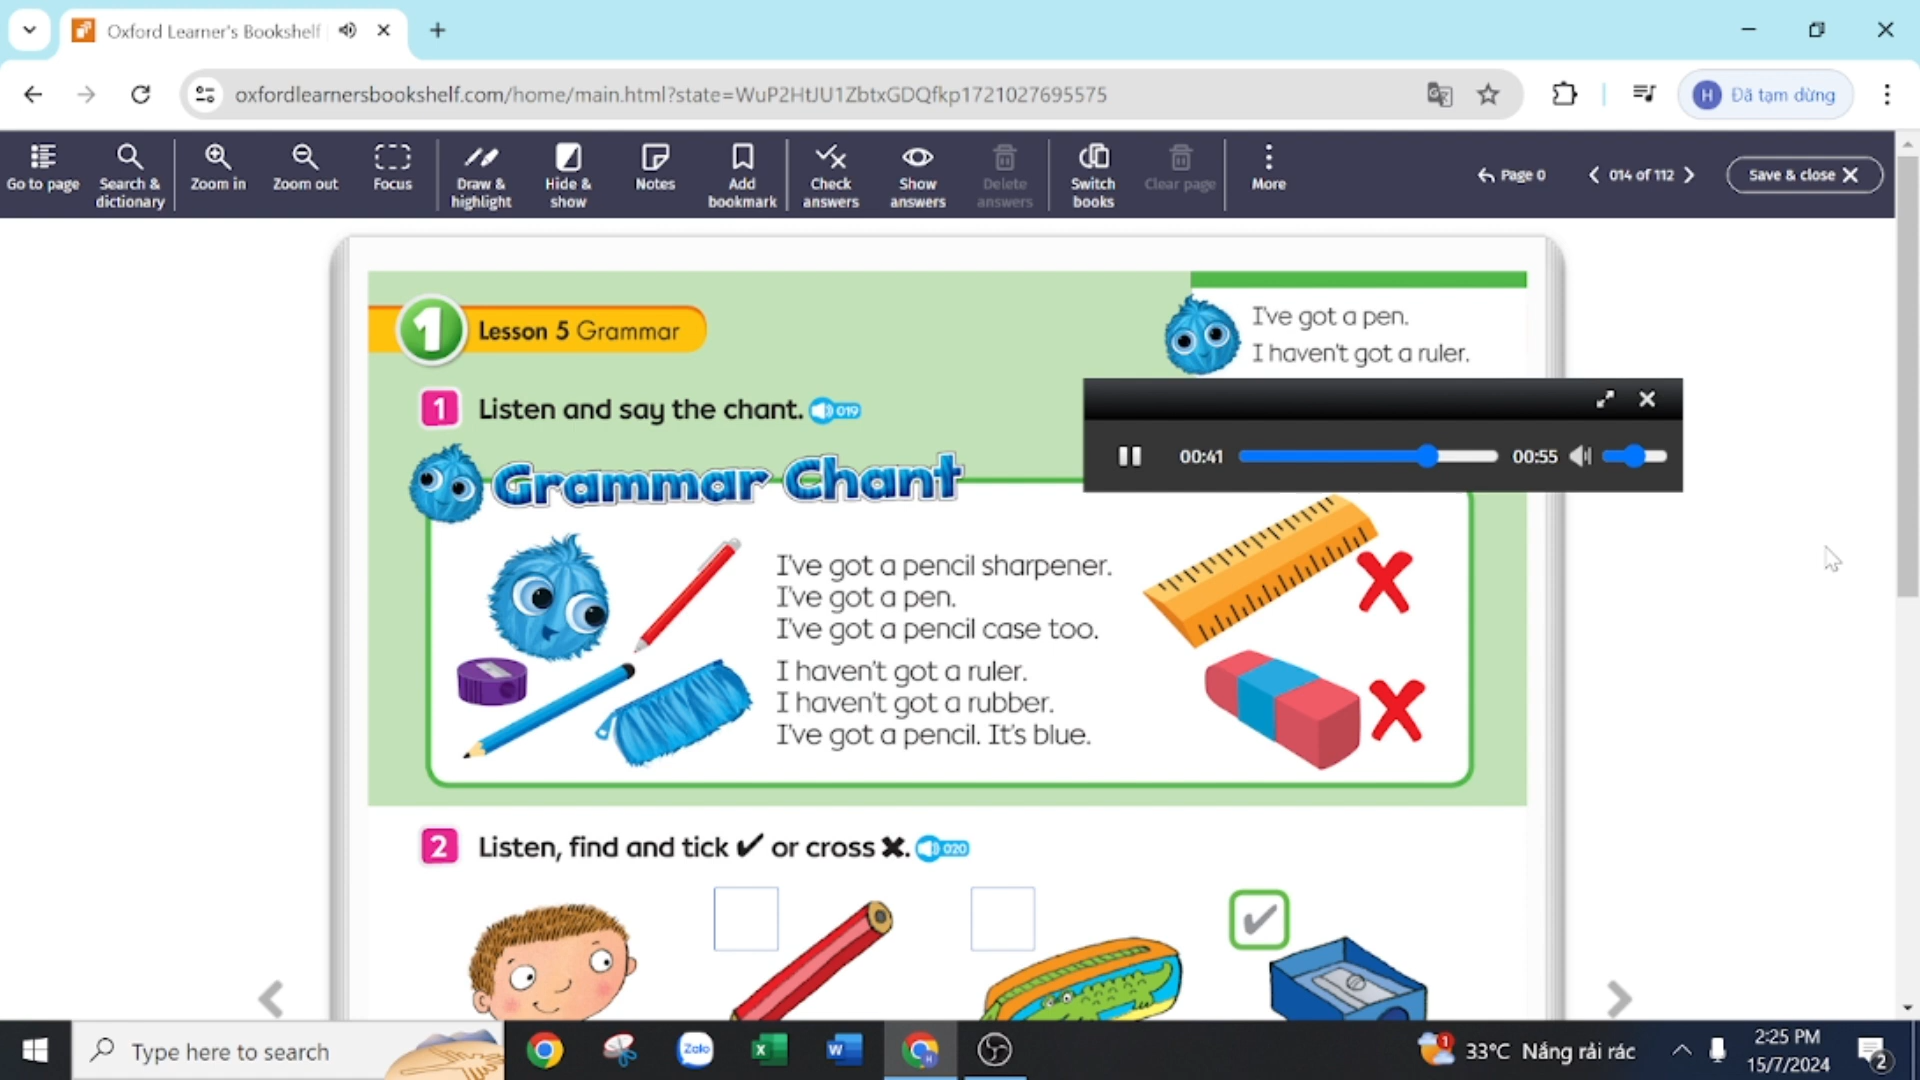 Oxford Learner's Bookshelf
oxfordlearnersbookshelf.com/home/main.html?state=WuP2HtJU1ZbtxGDQfkp1721027695575
H
Đã tạm dừng
Go to page
Search & dictionary
Zoom in
Zoom out
Focus
Draw & highlight
Hide & show
Notes
Add bookmark
Check answers
Show answers
Delete answers
Switch books
Clear page
More
Page 0
014 of 112
Save & close
1
Lesson 5 Grammar
I've got a pen.
I haven't got a ruler.
1 Listen and say the chant. 019
00:41
00:55
Grammar Chant
I've got a pencil sharpener.
I've got a pen.
I've got a pencil case too.
I haven't got a ruler.
I haven't got a rubber.
I've got a pencil. It's blue.
2 Listen, find and tick ✔ or cross ✖. 020
Type here to search
Zalo
1
33°C Nắng rải rác
2:25 PM
15/7/2024
2